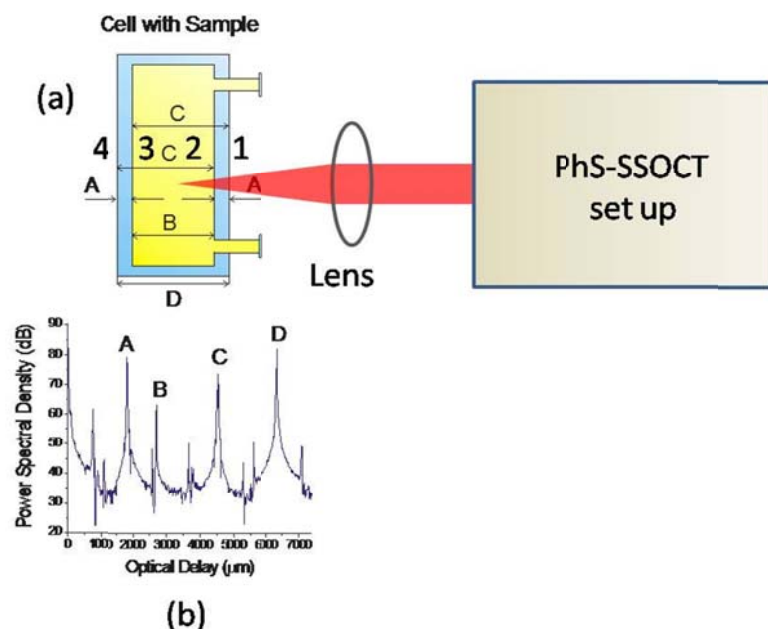 Cell with Sample
(a)
C
4 3 C 2 1
A A
B
D
Lens
PhS-SSOCT
set up
Power Spectral Density (dB)
90
80
70
60
50
40
30
20
A
B
C
D
0 1000 2000 3000 4000 5000 6000 7000
Optical Delay (μm)
(b)